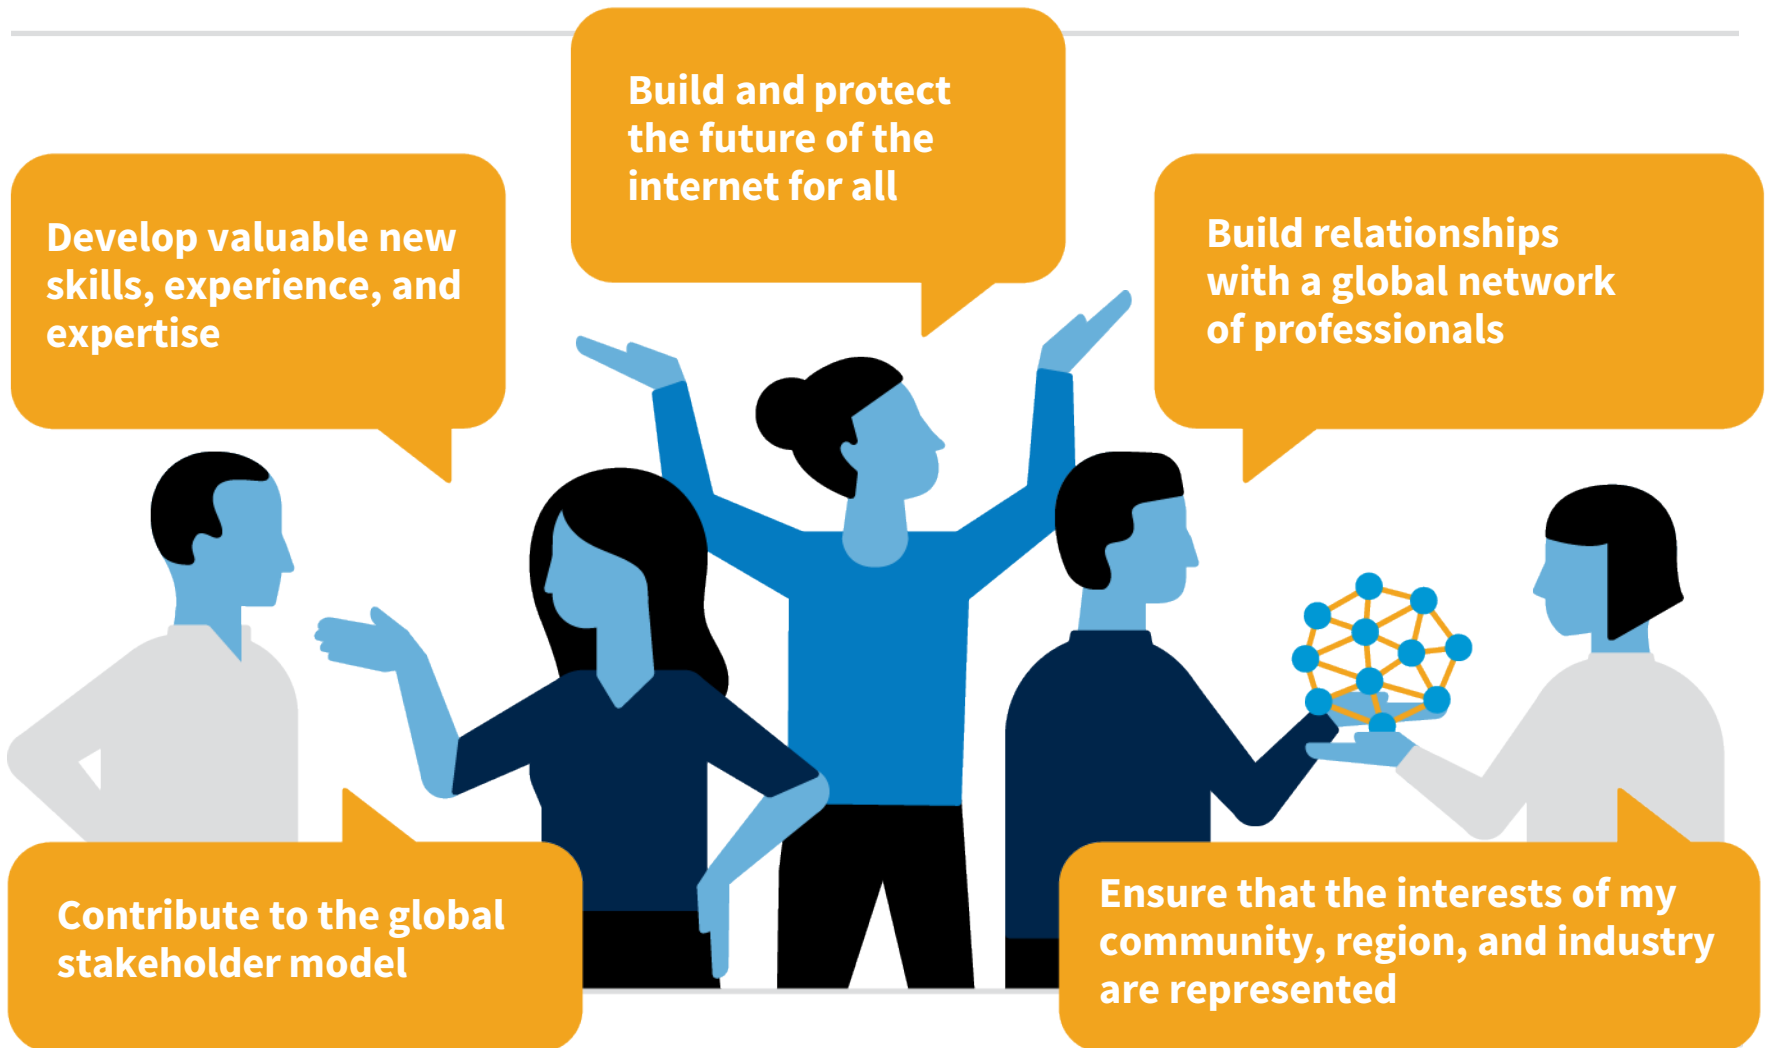 Build and protect
the future of the
internet for all
Develop valuable new
skills, experience, and
expertise
Build relationships
with a global network
of professionals
Contribute to the global
stakeholder model
Ensure that the interests of my
community, region, and industry
are represented